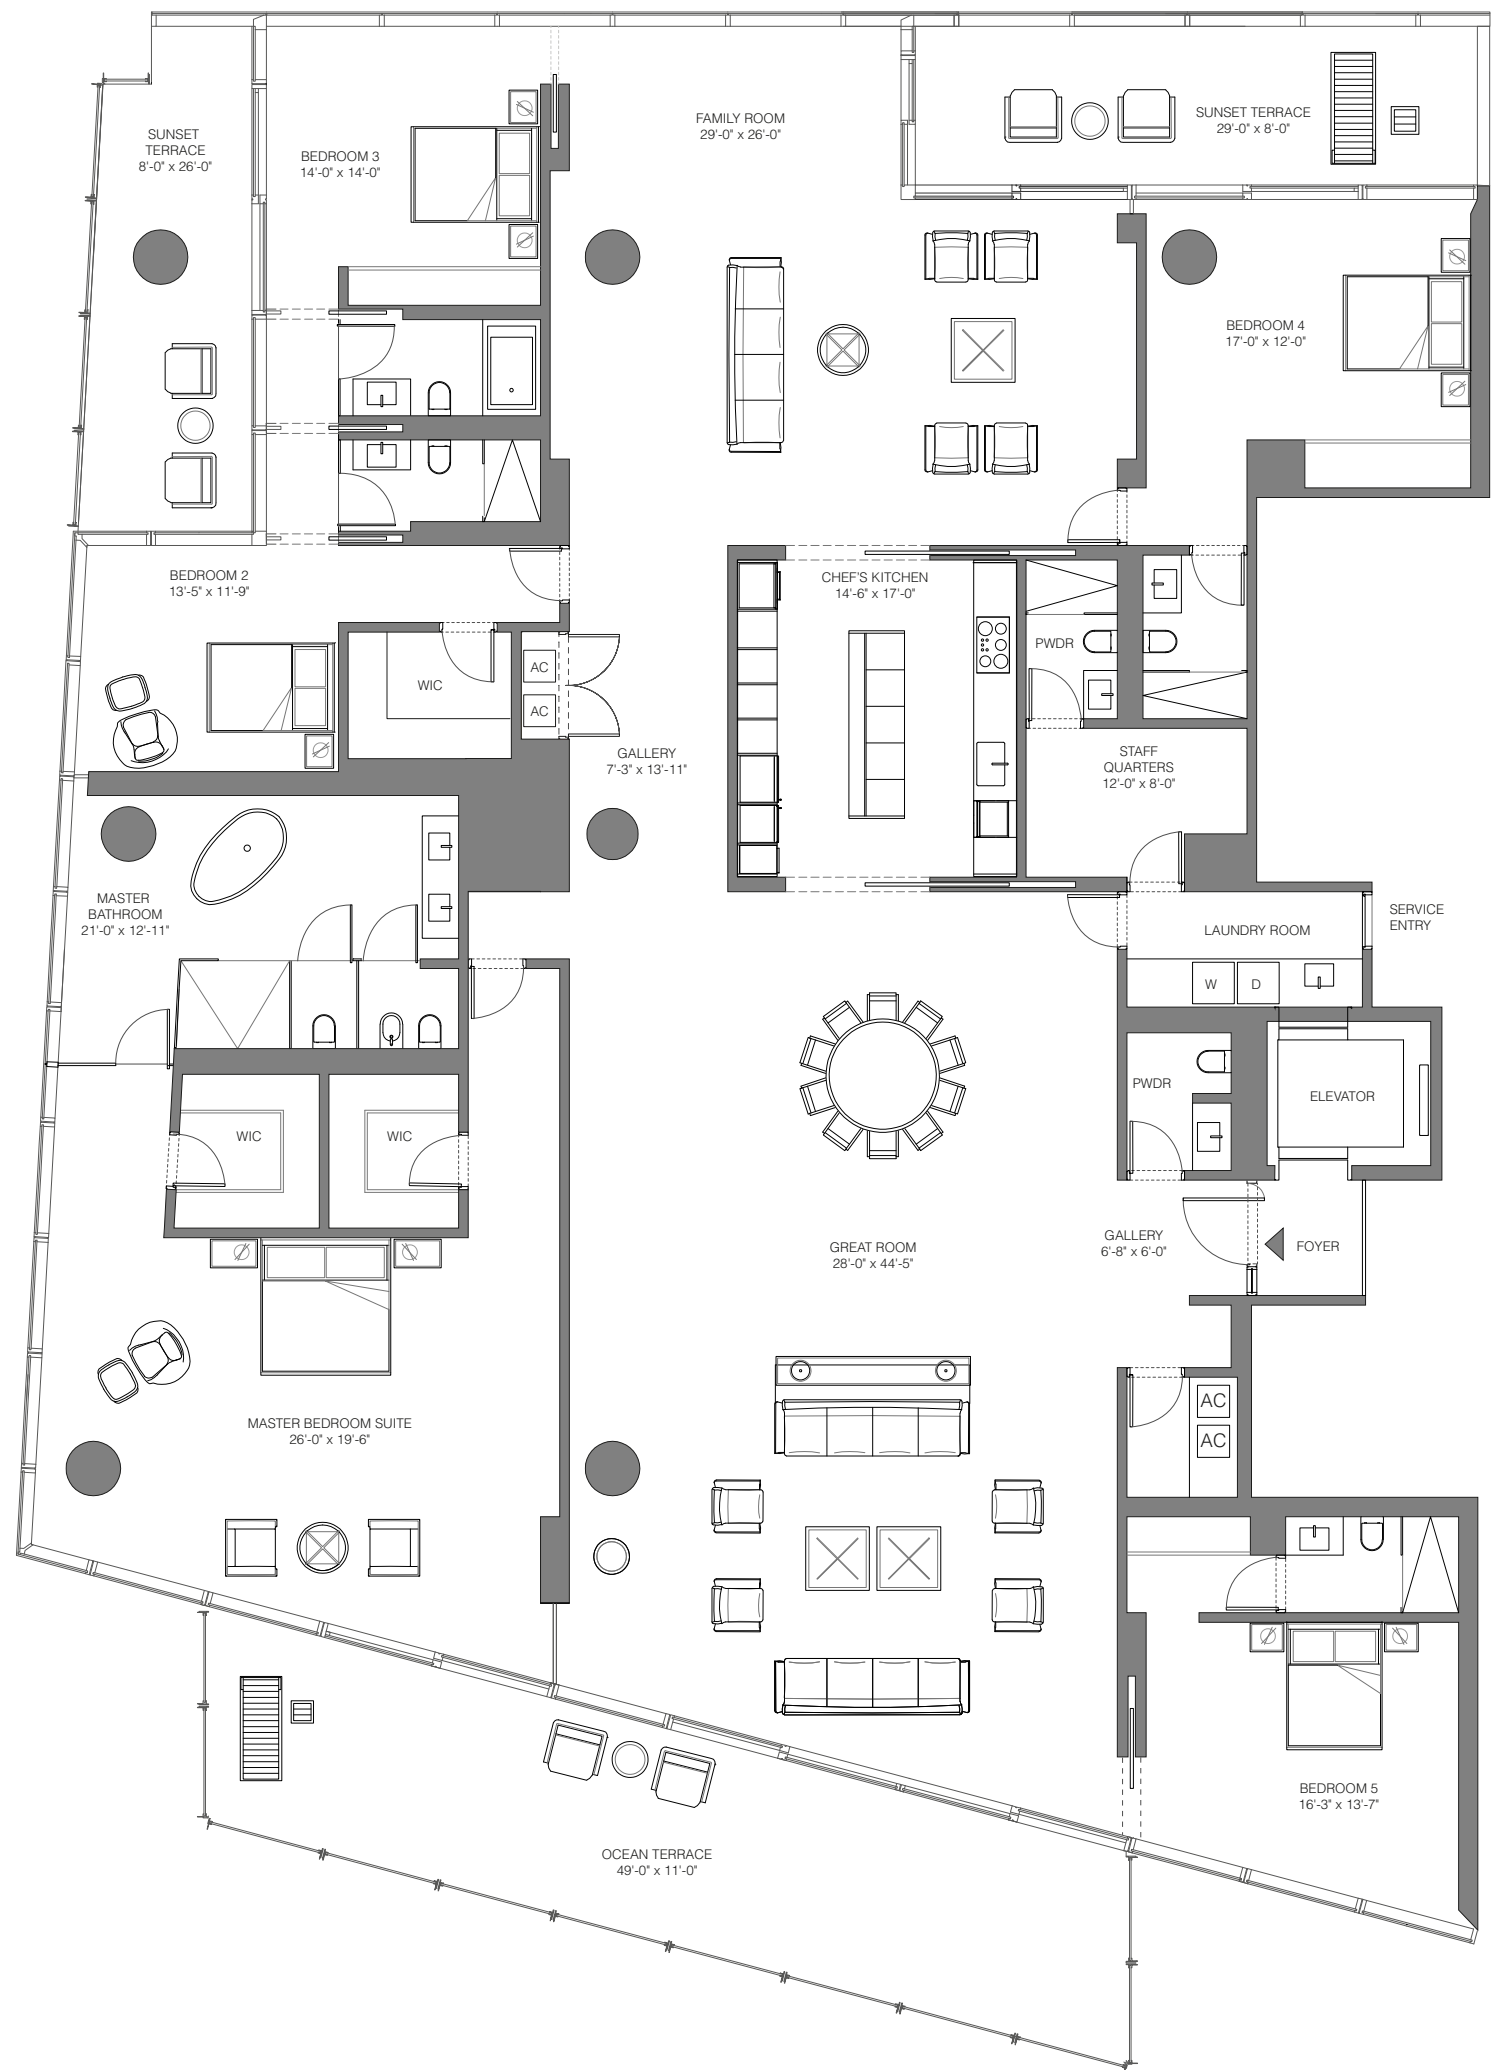 SUNSET
TERRACE
8'-0" x 26'-0"
BEDROOM 3
14'-0" x 14'-0"
FAMILY ROOM
29'-0" x 26'-0"
SUNSET TERRACE
29'-0" x 8'-0"
BEDROOM 4
17'-0" x 12'-0"
BEDROOM 2
13'-5" x 11'-9"
CHEF'S KITCHEN
14'-6" x 17'-0"
PWDR
WIC
AC
AC
GALLERY
7'-3" x 13'-11"
STAFF
QUARTERS
12'-0" x 8'-0"
MASTER
BATHROOM
21'-0" x 12'-11"
LAUNDRY ROOM
SERVICE
ENTRY
W
D
PWDR
ELEVATOR
WIC
WIC
GREAT ROOM
28'-0" x 44'-5"
GALLERY
6'-8" x 6'-0"
FOYER
MASTER BEDROOM SUITE
26'-0" x 19'-6"
AC
AC
BEDROOM 5
16'-3" x 13'-7"
OCEAN TERRACE
49'-0" x 11'-0"